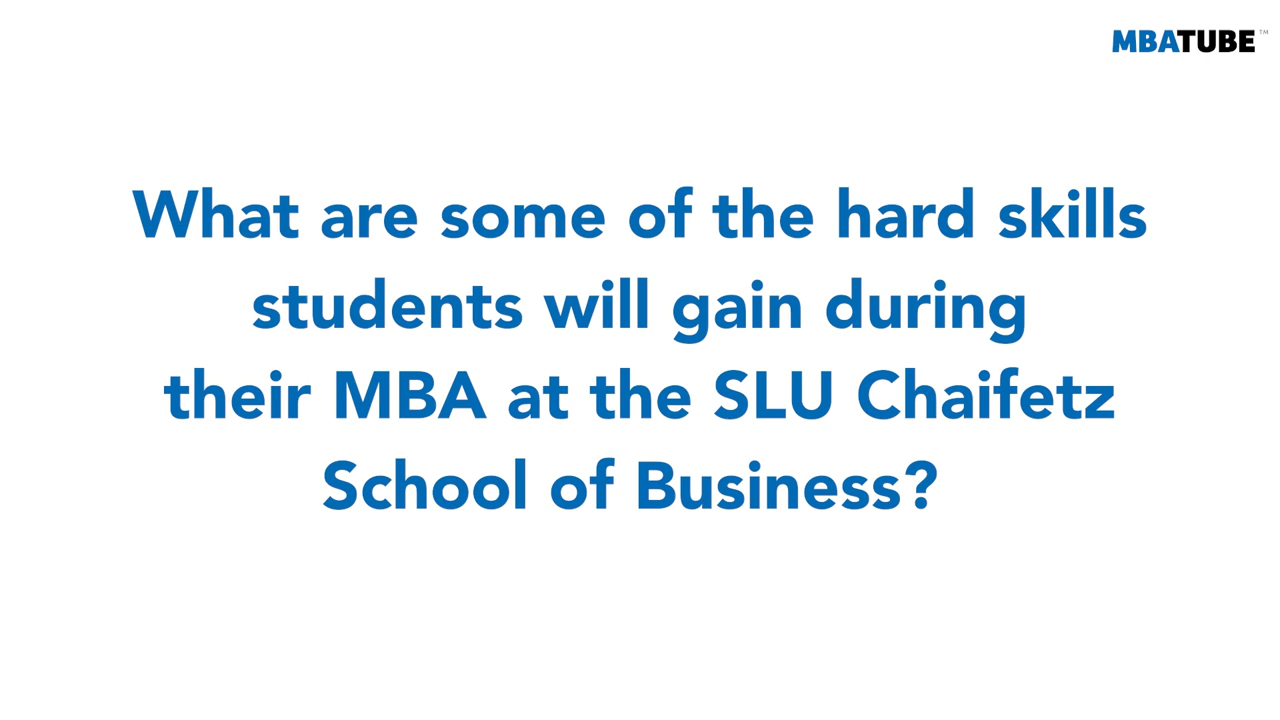 MBATUBE™
What are some of the hard skills
students will gain during
their MBA at the SLU Chaifetz
School of Business?